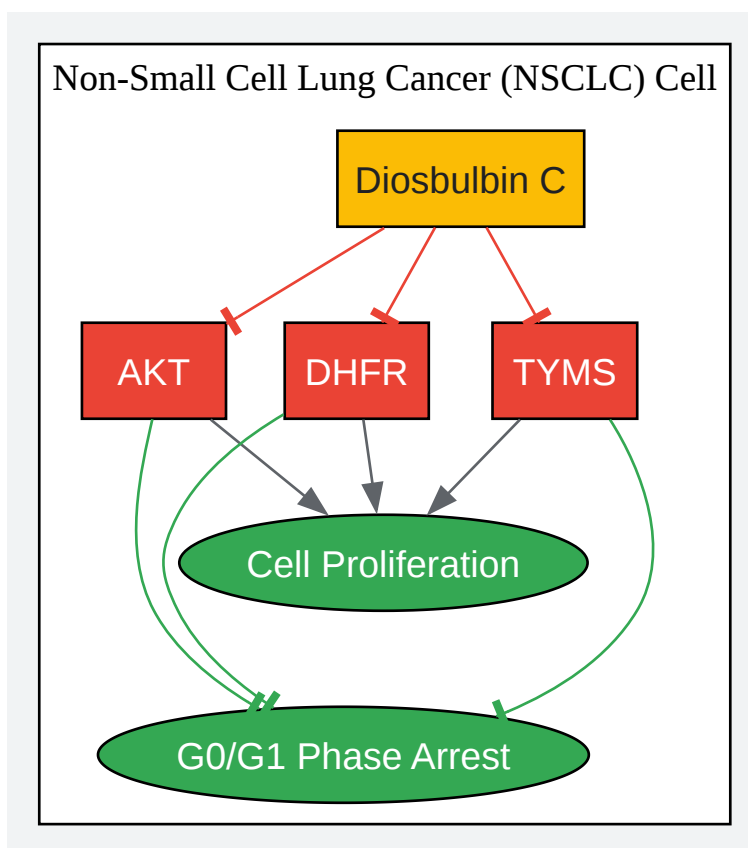 Non-Small Cell Lung Cancer (NSCLC) Cell
Diosbulbin C
AKT
DHFR
TYMS
Cell Proliferation
G0/G1 Phase Arrest